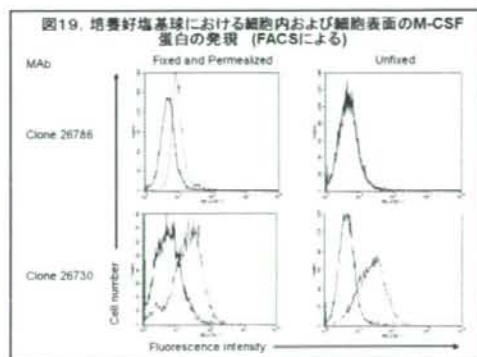 図19. 培養好塩基球における細胞内および細胞表面のM-CSF
蛋白の発現 (FACSによる)
MAb
Fixed and Permealized
Unfixed
Clone 26786
Clone 26730
Cell number
Fluorescence intensity